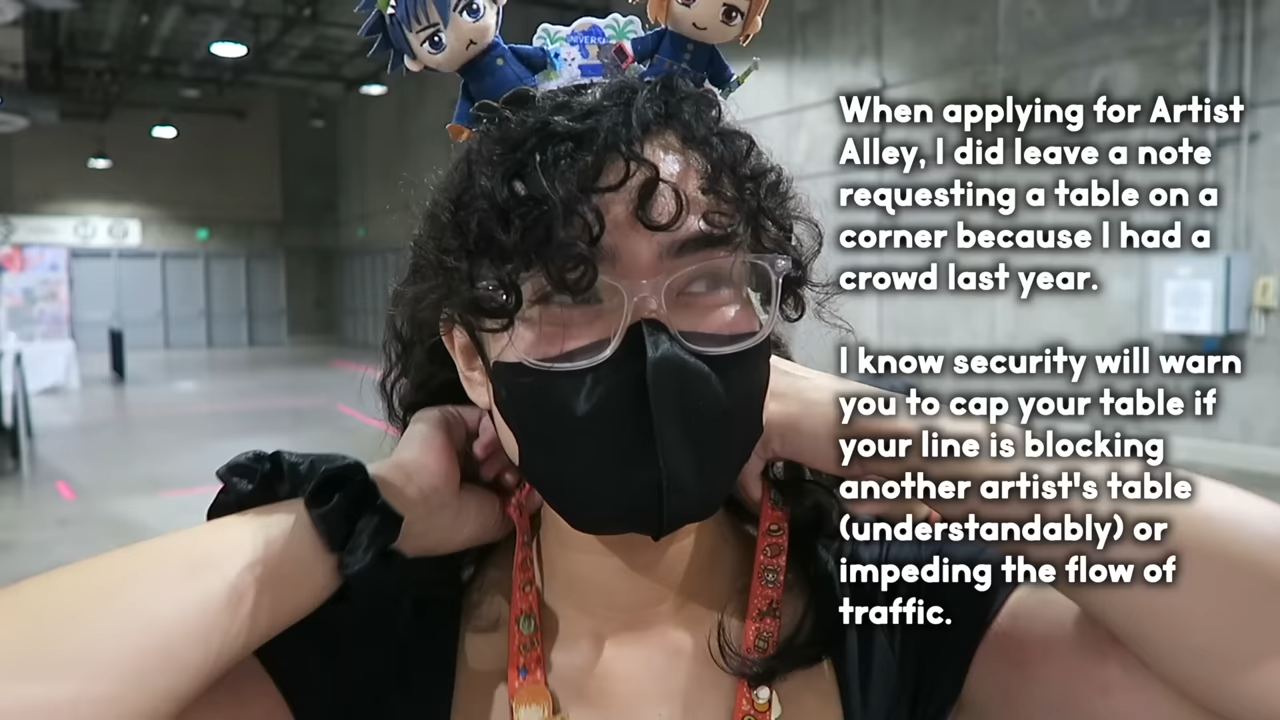 UNIVERSI
When applying for Artist
Alley, I did leave a note
requesting a table on a
corner because I had a
crowd last year.
I know security will warn
you to cap your table if
your line is blocking
another artist's table
(understandably) or
impeding the flow of
traffic.